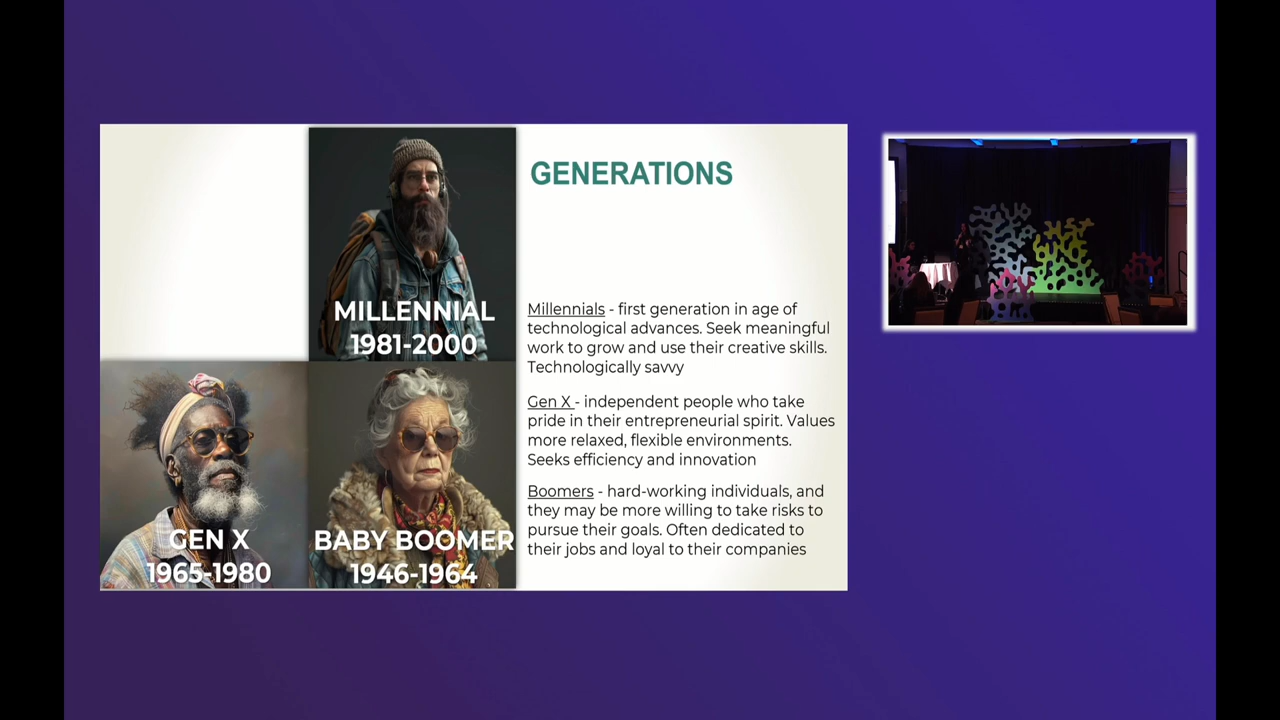 GENERATIONS
MILLENNIAL
1981-2000
GEN X
1965-1980
BABY BOOMER
1946-1964
Millennials - first generation in age of
technological advances. Seek meaningful
work to grow and use their creative skills.
Technologically savvy
Gen X - independent people who take
pride in their entrepreneurial spirit. Values
more relaxed, flexible environments.
Seeks efficiency and innovation
Boomers - hard-working individuals, and
they may be more willing to take risks to
pursue their goals. Often dedicated to
their jobs and loyal to their companies